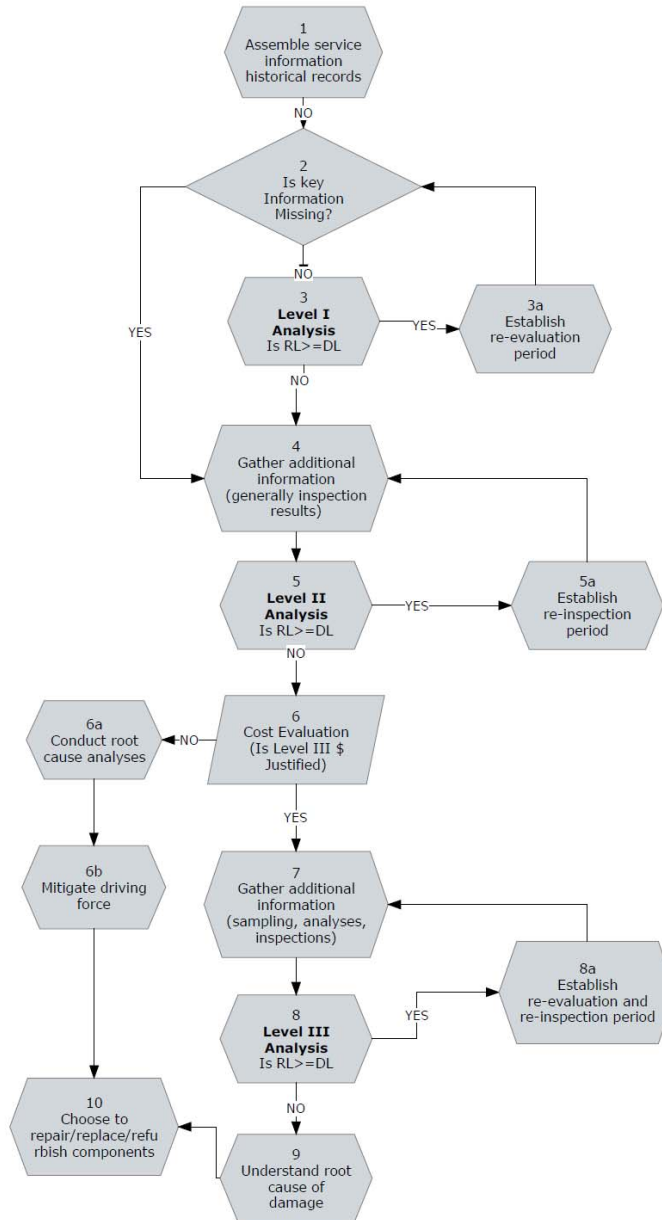 1
Assemble service
information
historical records
NO
2
Is key
Information
Missing?
NO
YES
3
Level I
Analysis
Is RL>=DL
YES
3a
Establish
re-evaluation
period
NO
4
Gather additional
information
(generally inspection
results)
5
Level II
Analysis
Is RL>=DL
YES
5a
Establish
re-inspection
period
NO
6
Cost Evaluation
(Is Level III $
Justified)
NO
6a
Conduct root
cause analyses
YES
6b
Mitigate driving
force
7
Gather additional
information
(sampling, analyses,
inspections)
8
Level III
Analysis
Is RL>=DL
YES
8a
Establish
re-evaluation and
re-inspection period
NO
9
Understand root
cause of
damage
10
Choose to
repair/replace/refu
rbish components